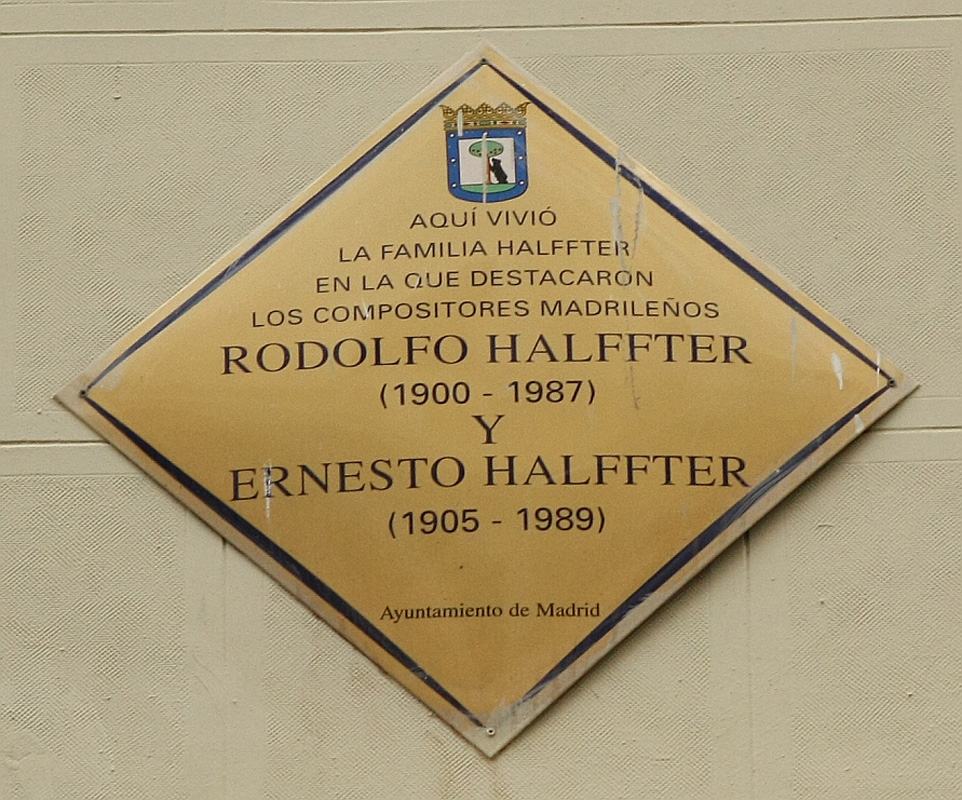 AQUÍ VIVIÓ
LA FAMILIA HALFFTER
EN LA QUE DESTACARON
LOS COMPOSITORES MADRILEÑOS
RODOLFO HALFFTER
(1900 - 1987)
Y
ERNESTO HALFFTER
(1905 - 1989)
Ayuntamiento de Madrid